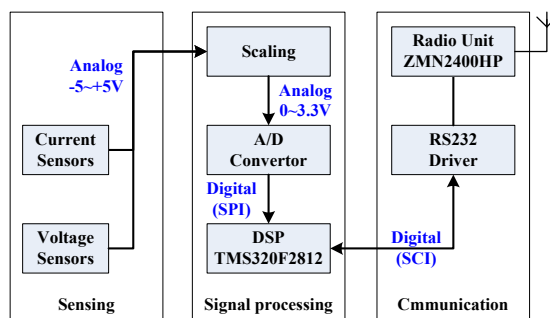 Analog
-5~+5V
Current
Sensors
Voltage
Sensors
Sensing
Scaling
Analog
0~3.3V
A/D
Convertor
Digital
(SPI)
DSP
TMS320F2812
Signal processing
Radio Unit
ZMN2400HP
RS232
Driver
Digital
(SCI)
Cmmunication